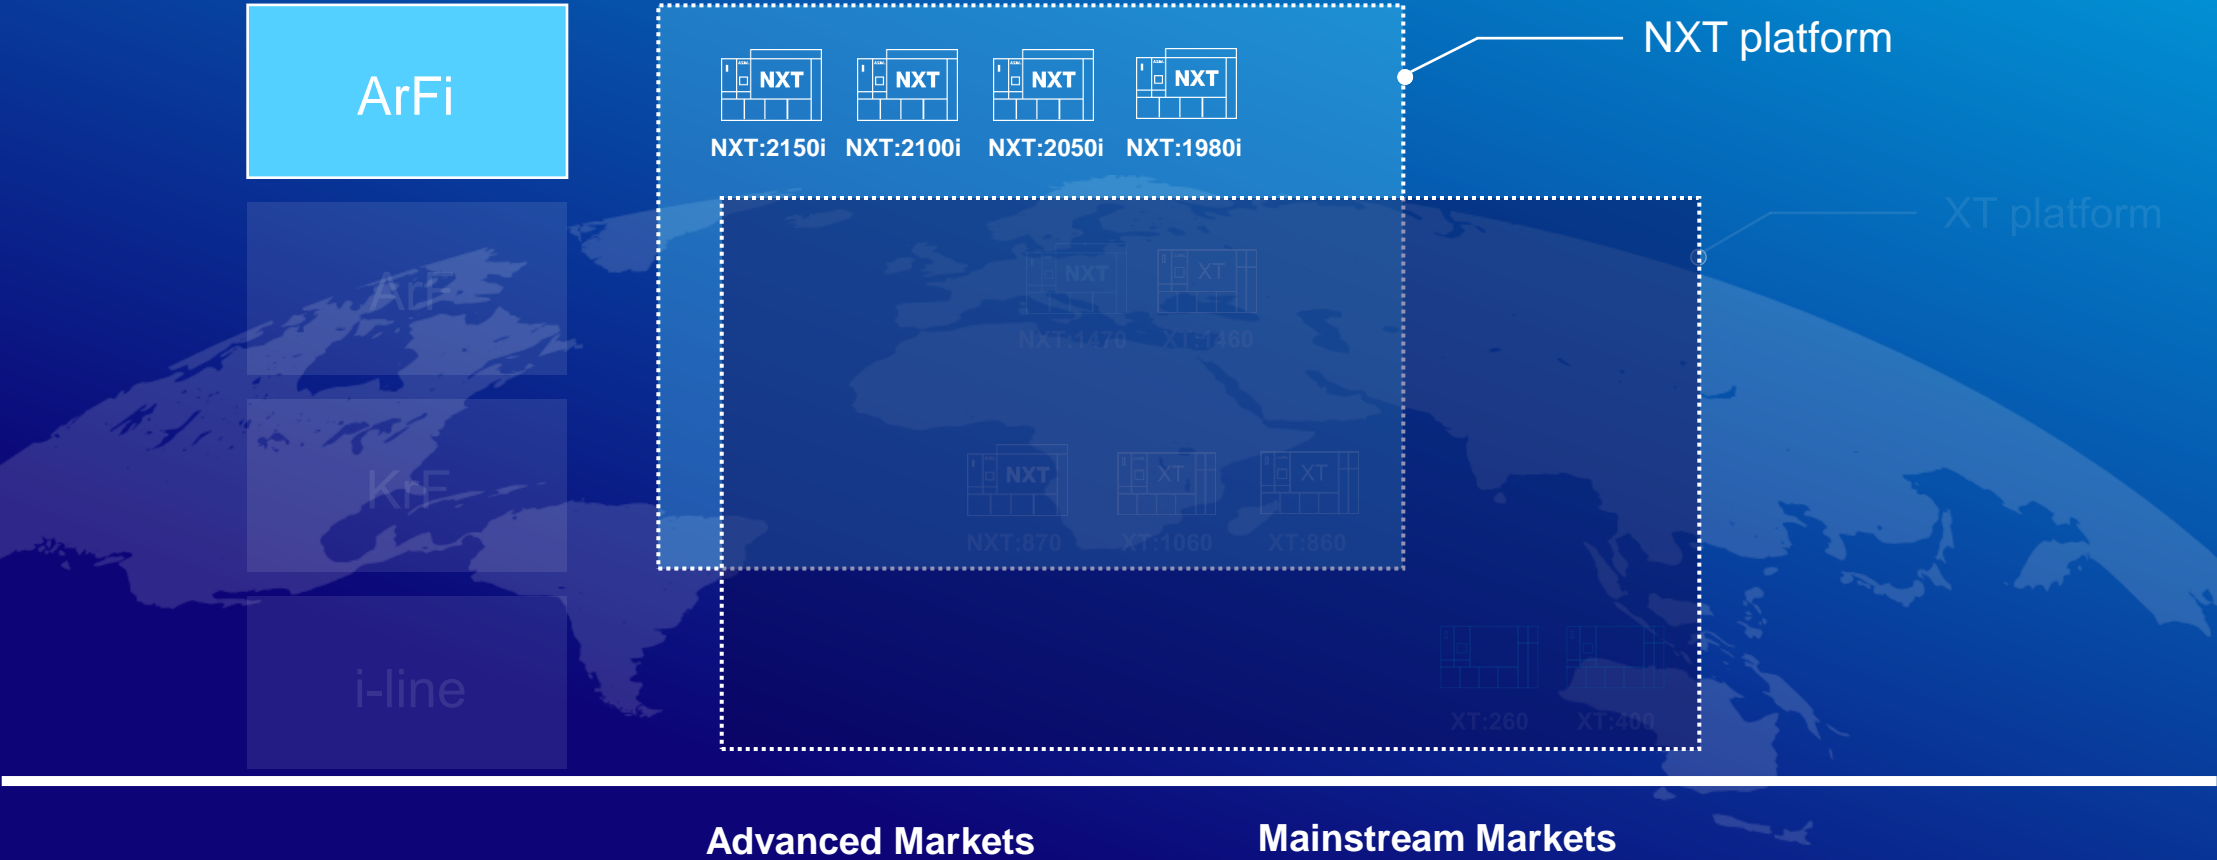 ArFi
NXT platform
NXT NXT NXT NXT
NXT:2150i NXT:2100i NXT:2050i NXT:1980i
XT platform
ArF
NXT XT
NXT:1470 XT:1460
KrF
NXT XT XT
NXT:870 XT:1060 XT:860
i-line
XT:260 XT:400
Advanced Markets Mainstream Markets